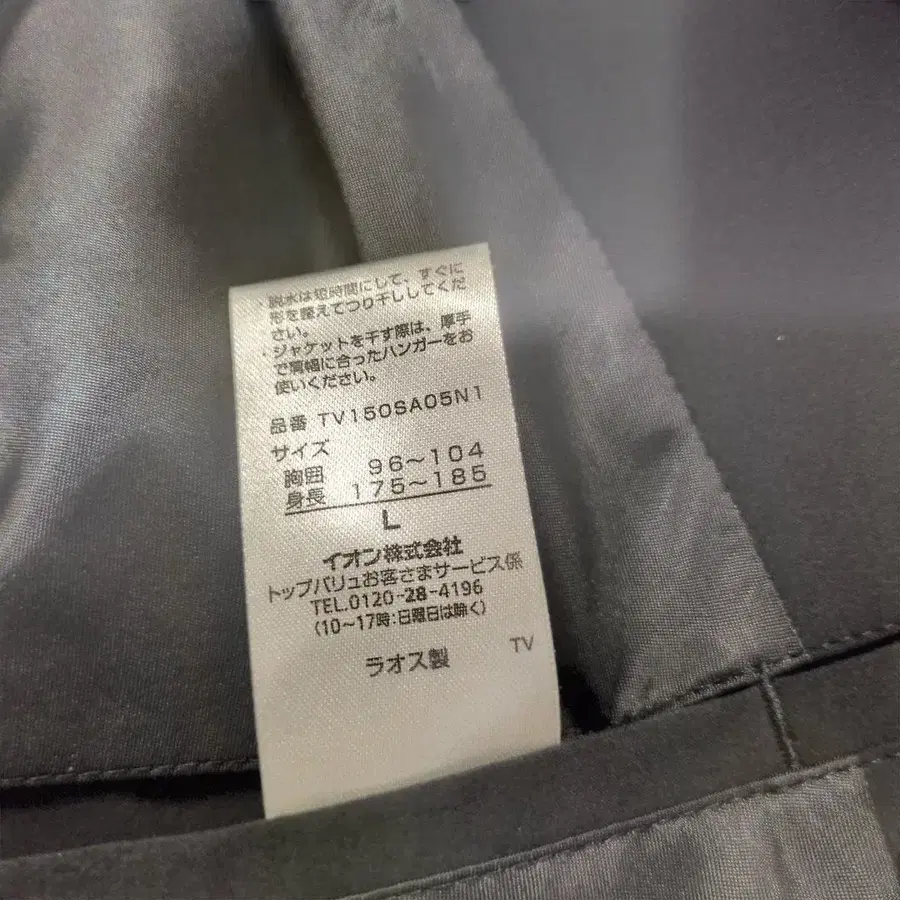 ・脱水は短時間にして、すぐに
形を整えてつり干ししてくだ
さい。
・ジャケットを干す際は、厚手
で肩幅に合ったハンガーをお
使いください。
品番 TV150SA05N1
サイズ
胸囲 96～104
身長 175～185
L
イオン株式会社
トップバリュお客さまサービス係
TEL.0120-28-4196
(10～17時:日曜日は除く)
ラオス製 TV